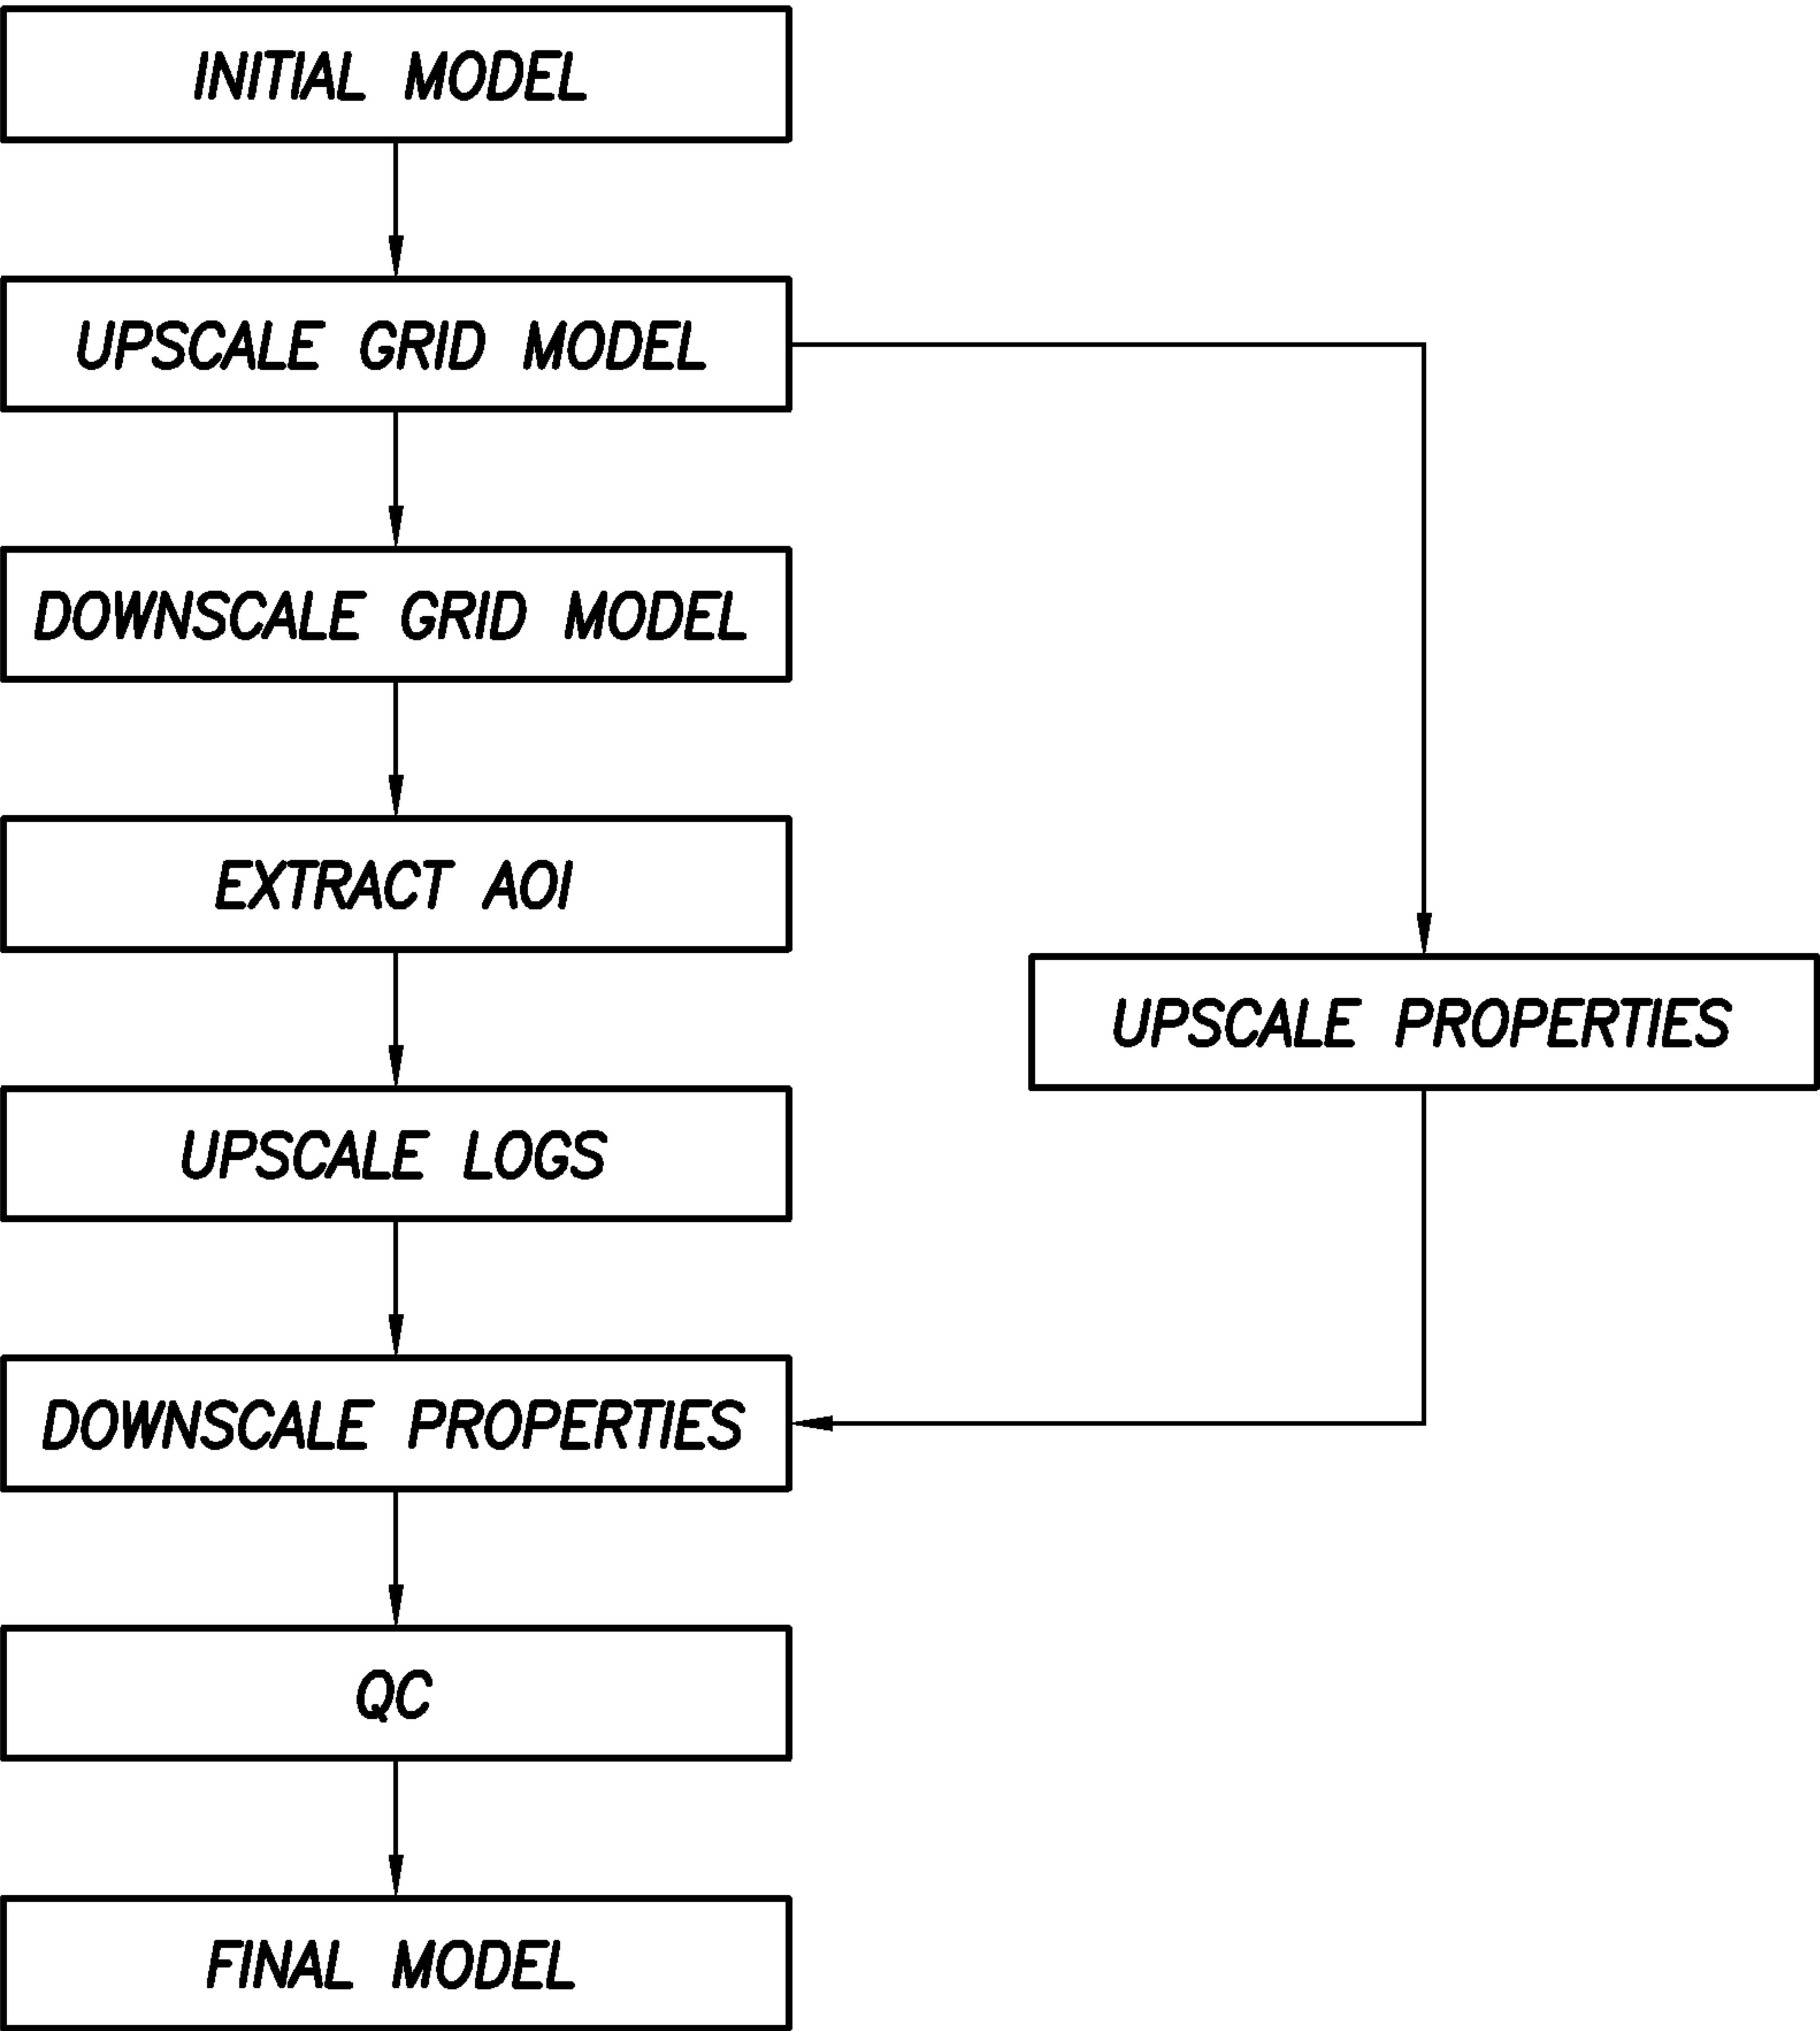 INITIAL MODEL
UPSCALE GRID MODEL
DOWNSCALE GRID MODEL
EXTRACT AOI
UPSCALE PROPERTIES
UPSCALE LOGS
DOWNSCALE PROPERTIES
QC
FINAL MODEL